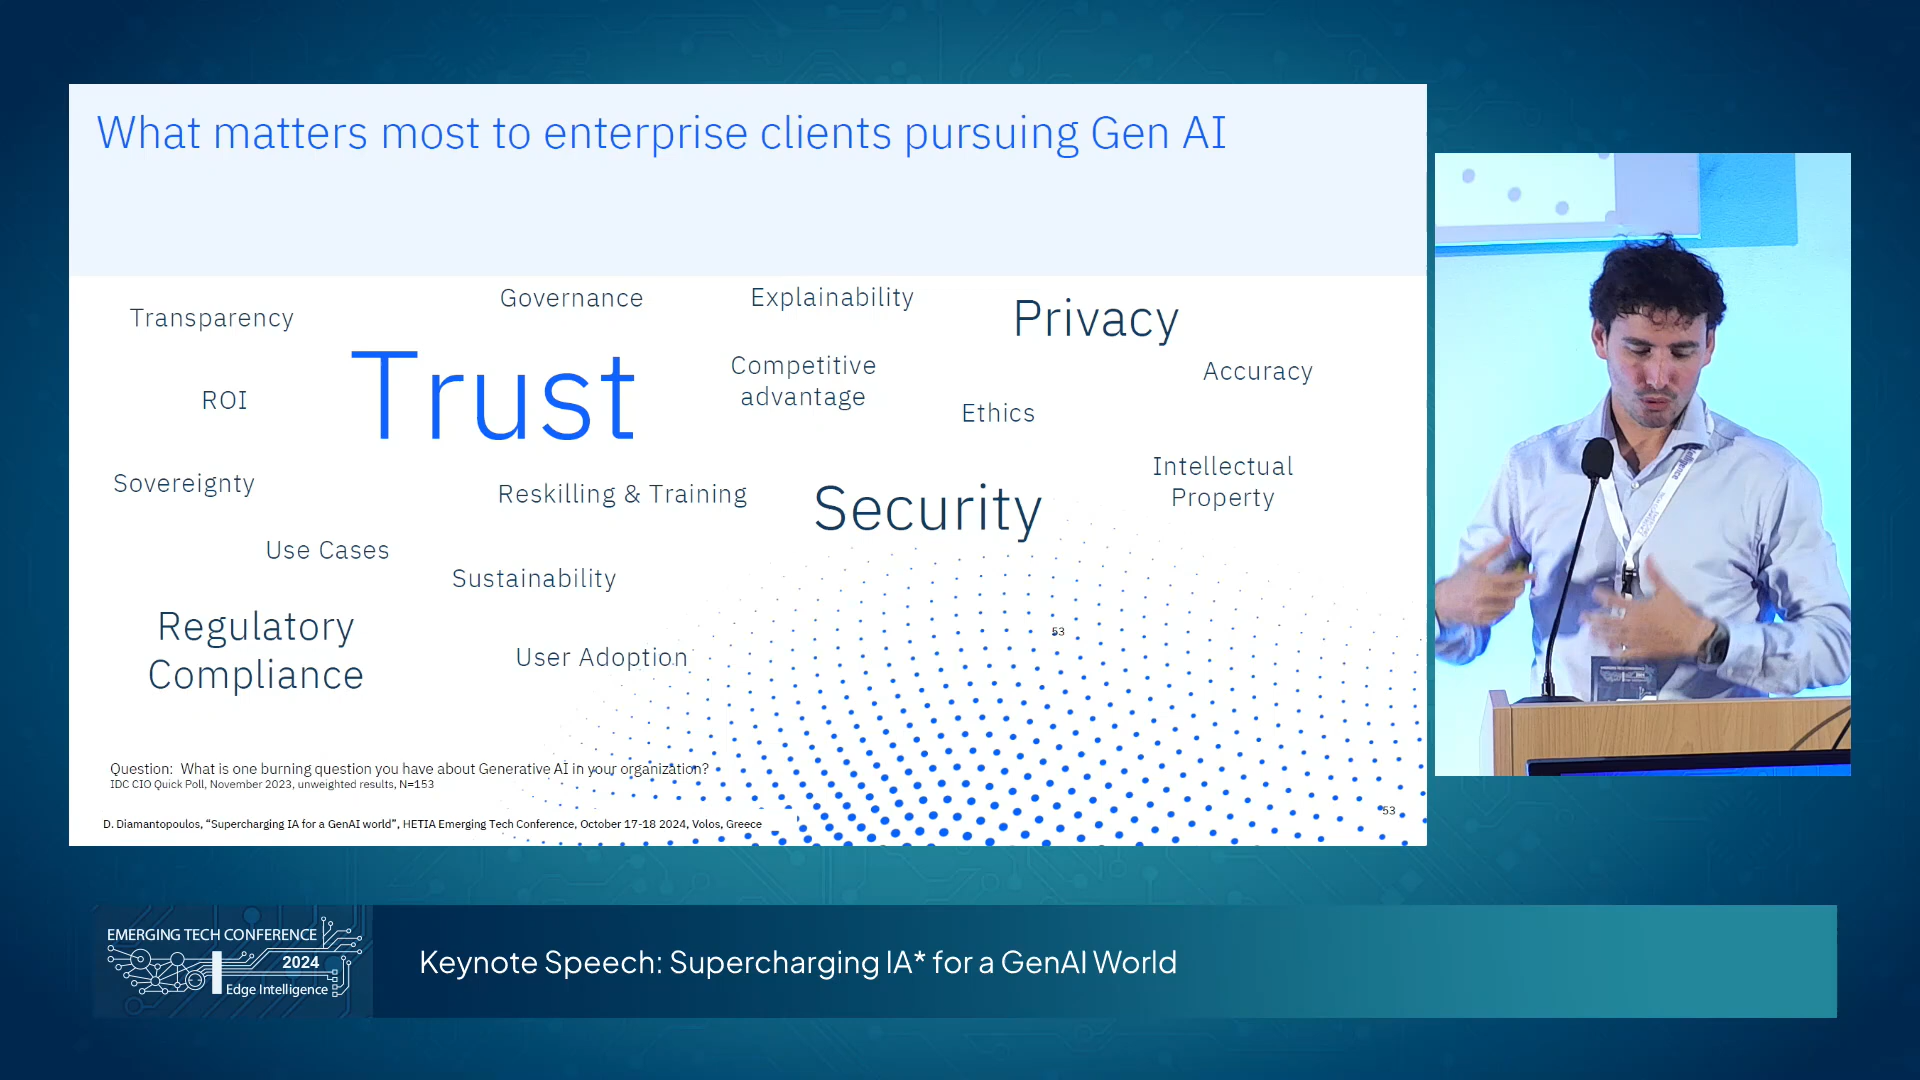 What matters most to enterprise clients pursuing Gen AI
Transparency
Governance
Explainability
Privacy
Trust
Competitive
advantage
Accuracy
ROI
Ethics
Sovereignty
Reskilling & Training
Security
Intellectual
Property
Use Cases
Sustainability
Regulatory
Compliance
User Adoption
53
Question:  What is one burning question you have about Generative AI in your organization?
IDC CIO Quick Poll, November 2023, unweighted results, N=153
53
D. Diamantopoulos, “Supercharging IA for a GenAI world”, HETIA Emerging Tech Conference, October 17-18 2024, Volos, Greece
EMERGING TECH CONFERENCE
2024
Edge Intelligence
Keynote Speech: Supercharging IA* for a GenAI World